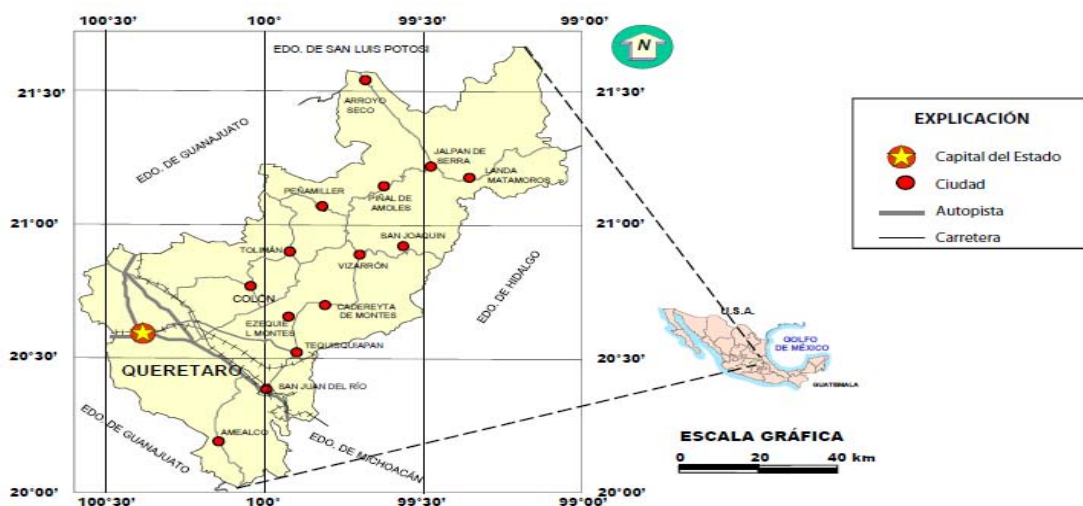 100°30' 100° 99°30' 99°00'
EDO. DE SAN LUIS POTOSI
N
21°30' 21°30'
ARROYO
SECO
EDO. DE GUANAJUATO
JALPAN DE
SERRA
LANDA
MATAMOROS
PEÑAMILLER
PIÑAL DE
AMOLES
21°00' 21°00'
SAN JOAQUIN
TOLIMÁN
VIZARRÓN
EDO. DE HIDALGO
COLÓN
CADEREYTA
DE MONTES
EZEQUIE
L MONTES
TEQUISQUIAPAN
20°30' 20°30'
QUERETARO
SAN JUAN DEL RÍO
AMEALCO
EDO. DE GUANAJUATO
EDO. DE MICHOACÁN
20°00' 20°00'
100°30' 100° 99°30' 99°00'
EXPLICACIÓN
Capital del Estado
Ciudad
Autopista
Carretera
U.S.A.
GOLFO
DE MÉXICO
GUATEMALA
ESCALA GRÁFICA
0 20 40 km